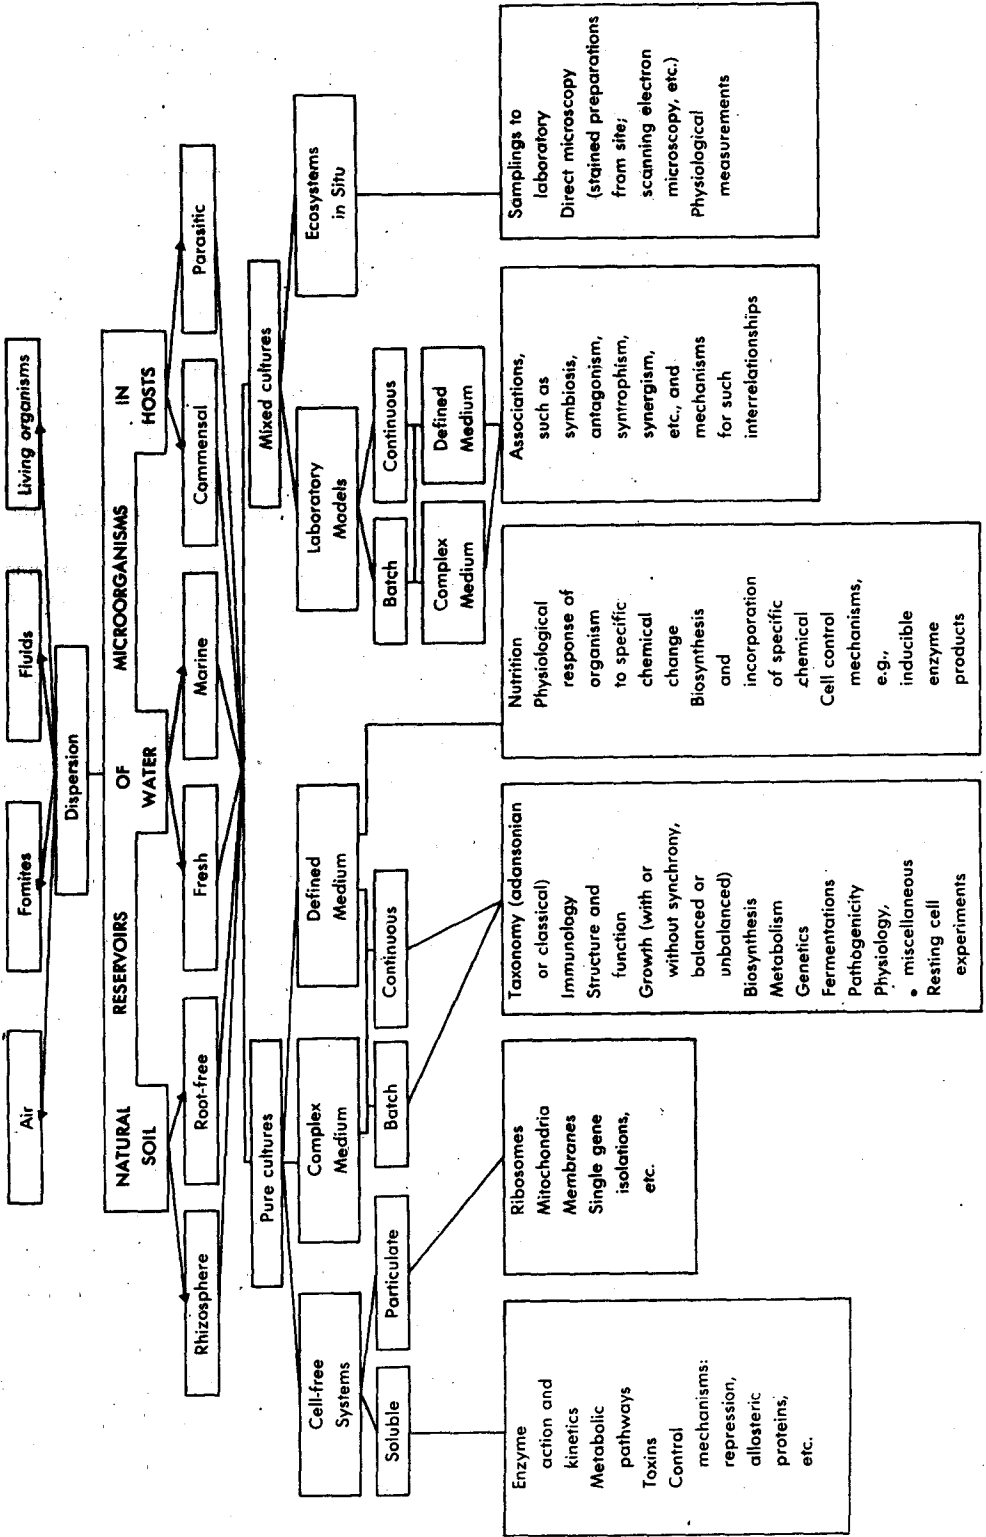 Air
Fomites
Fluids
Living organisms
Dispersion
NATURAL RESERVOIRS OF MICROORGANISMS IN
SOIL
WATER
HOSTS
Rhizosphere
Root-free
Fresh
Marine
Commensal
Parasitic
Pure cultures
Mixed cultures
Cell-free
Systems
Complex
Medium
Defined
Medium
Laboratory
Models
Ecosystems
in Situ
Soluble
Particulate
Batch
Continuous
Batch
Continuous
Complex
Medium
Defined
Medium
Enzyme
action and
kinetics
Metabolic
pathways
Toxins
Control
mechanisms:
repression,
allosteric
proteins,
etc.
Ribosomes
Mitochondria
Membranes
Single gene
isolations,
etc.
Taxonomy (adansonian
or classical)
Immunology
Structure and
function
Growth (with or
without synchrony,
balanced or
unbalanced)
Biosynthesis
Metabolism
Genetics
Fermentations
Pathogenicity
Physiology,
miscellaneous
• Resting cell
experiments
Nutrition
Physiological
response of
organism
to specific
chemical
change
Biosynthesis
and
incorporation
of specific
chemical
Cell control
mechanisms,
e.g.,
inducible
enzyme
products
Associations,
such as
symbiosis,
antagonism,
syntrophism,
synergism,
etc., and
mechanisms
for such
interrelationships
Samplings to
laboratory
Direct microscopy
(stained preparations
from site;
scanning electron
microscopy, etc.)
Physiological
measurements